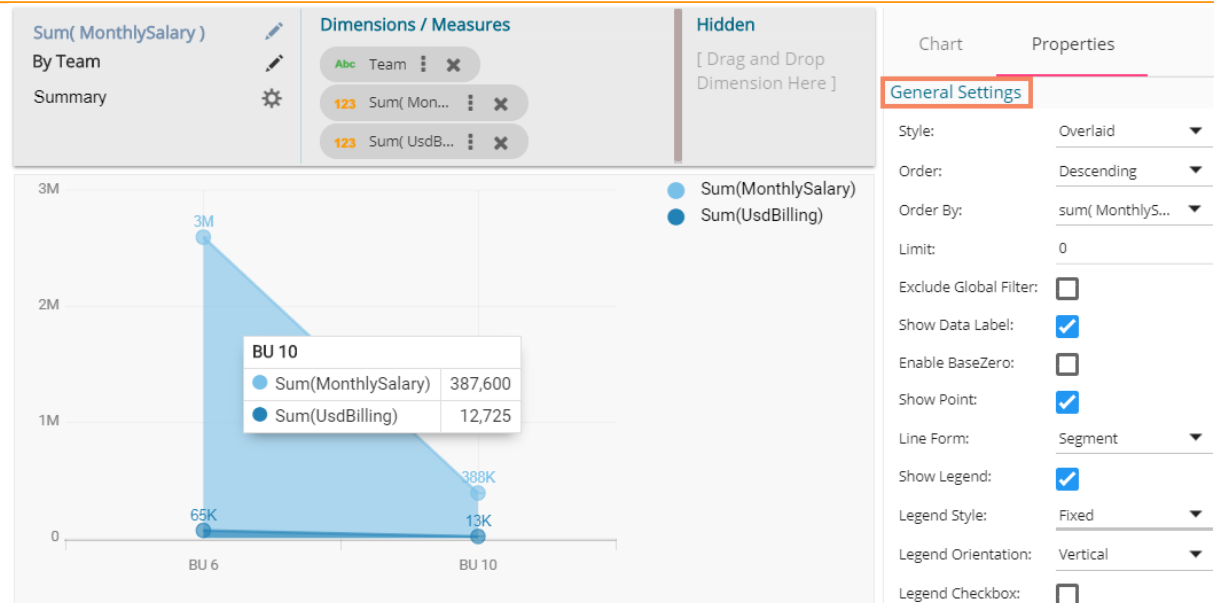 Sum( MonthlySalary )
By Team
Summary
Dimensions / Measures
Abc Team
123 Sum( Mon...
123 Sum( UsdB...
Hidden
[ Drag and Drop
Dimension Here ]
Chart Properties
General Settings
Style: Overlaid
Order: Descending
Order By: sum( MonthlyS...
Limit: 0
Exclude Global Filter:
Show Data Label:
Enable BaseZero:
Show Point:
Line Form: Segment
Show Legend:
Legend Style: Fixed
Legend Orientation: Vertical
Legend Checkbox:
Sum(MonthlySalary)
Sum(UsdBilling)
3M
3M
2M
BU 10
Sum(MonthlySalary) 387,600
Sum(UsdBilling) 12,725
1M
388K
65K
13K
0
BU 6 BU 10